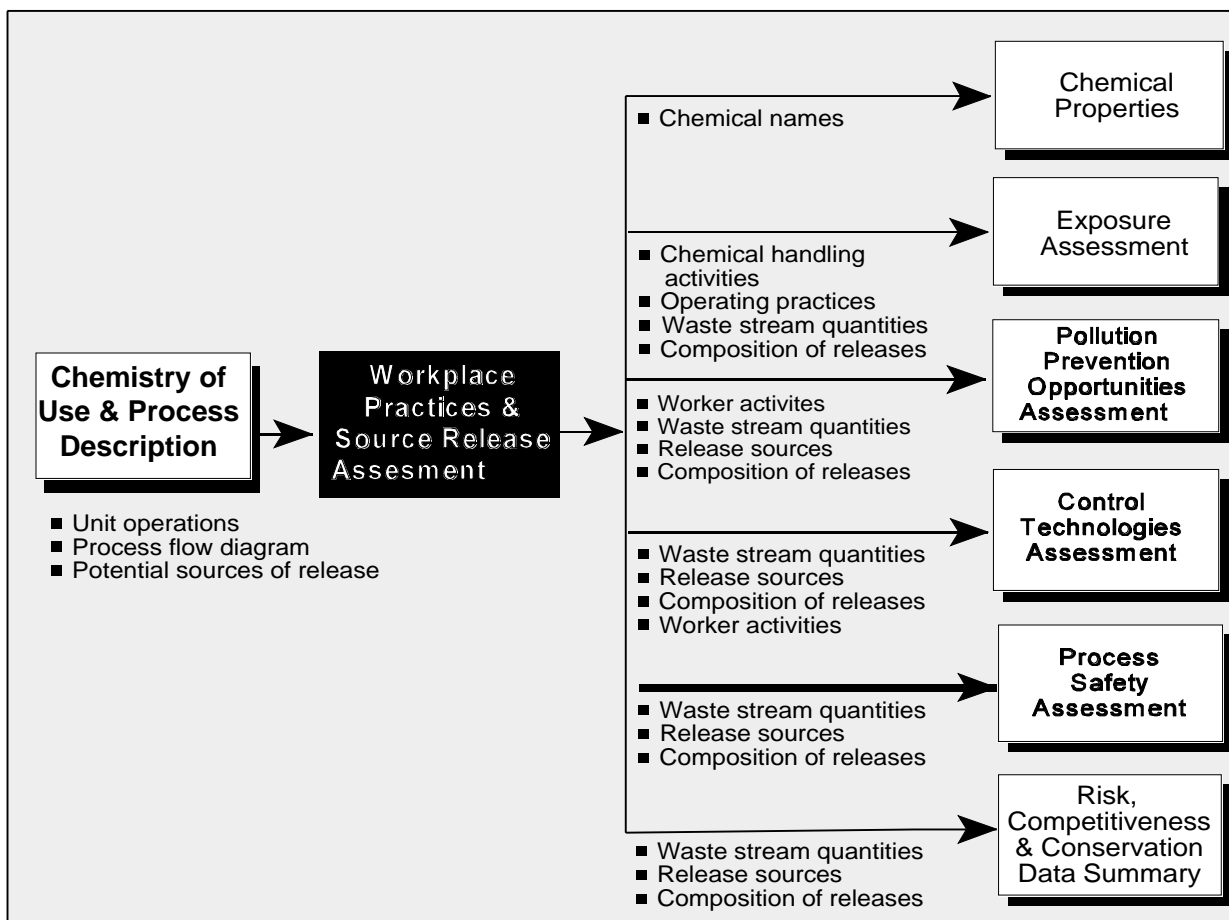 Chemistry of
Use & Process
Description
■ Unit operations
■ Process flow diagram
■ Potential sources of release
Workplace
Practices &
Source Release
Assesment
■ Chemical names
Chemical
Properties
■ Chemical handling
activities
■ Operating practices
■ Waste stream quantities
■ Composition of releases
Exposure
Assessment
■ Worker activites
■ Waste stream quantities
■ Release sources
■ Composition of releases
Pollution
Prevention
Opportunities
Assessment
■ Waste stream quantities
■ Release sources
■ Composition of releases
■ Worker activities
Control
Technologies
Assessment
■ Waste stream quantities
■ Release sources
■ Composition of releases
Process
Safety
Assessment
■ Waste stream quantities
■ Release sources
■ Composition of releases
Risk,
Competitiveness
& Conservation
Data Summary